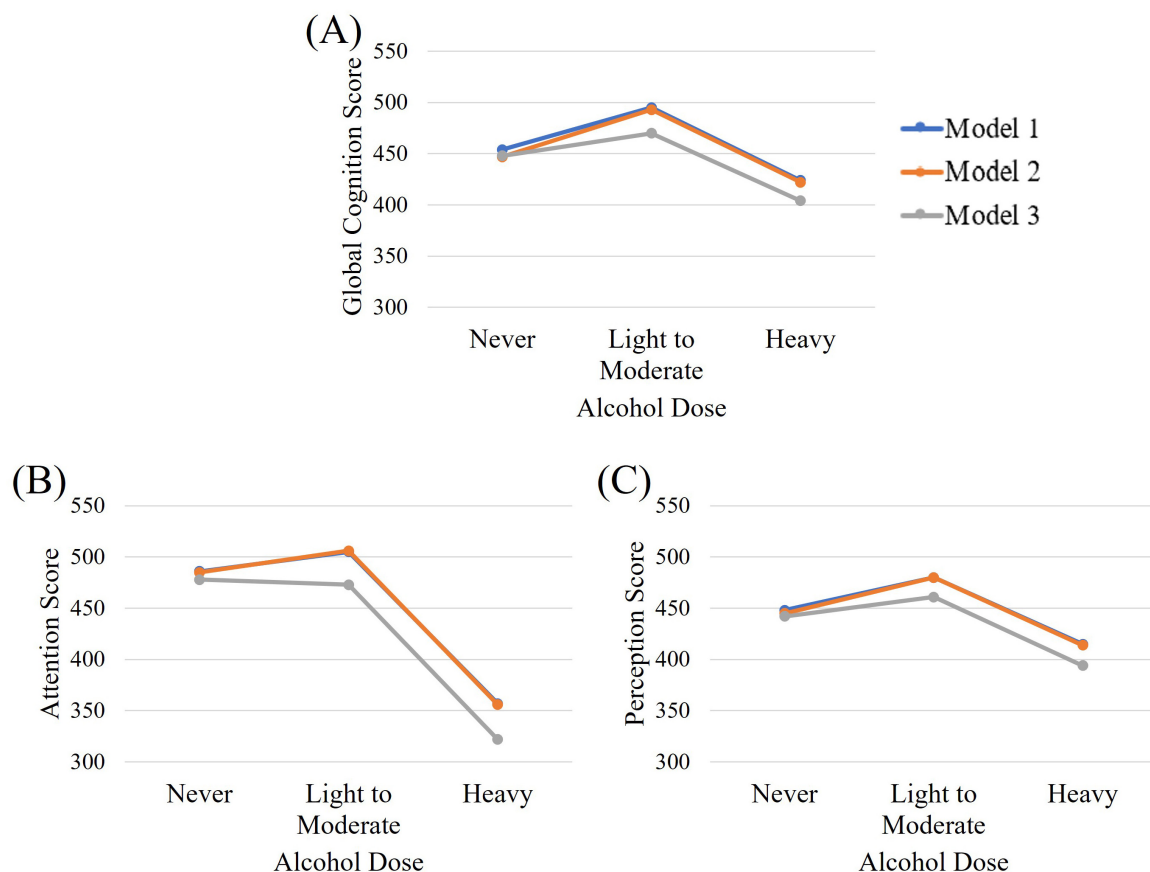 (A)
Global Cognition Score
550
500
450
400
350
300
Never
Light to
Moderate
Heavy
Alcohol Dose
Model 1
Model 2
Model 3
(B)
Attention Score
550
500
450
400
350
300
Never
Light to
Moderate
Heavy
Alcohol Dose
(C)
Perception Score
550
500
450
400
350
300
Never
Light to
Moderate
Heavy
Alcohol Dose